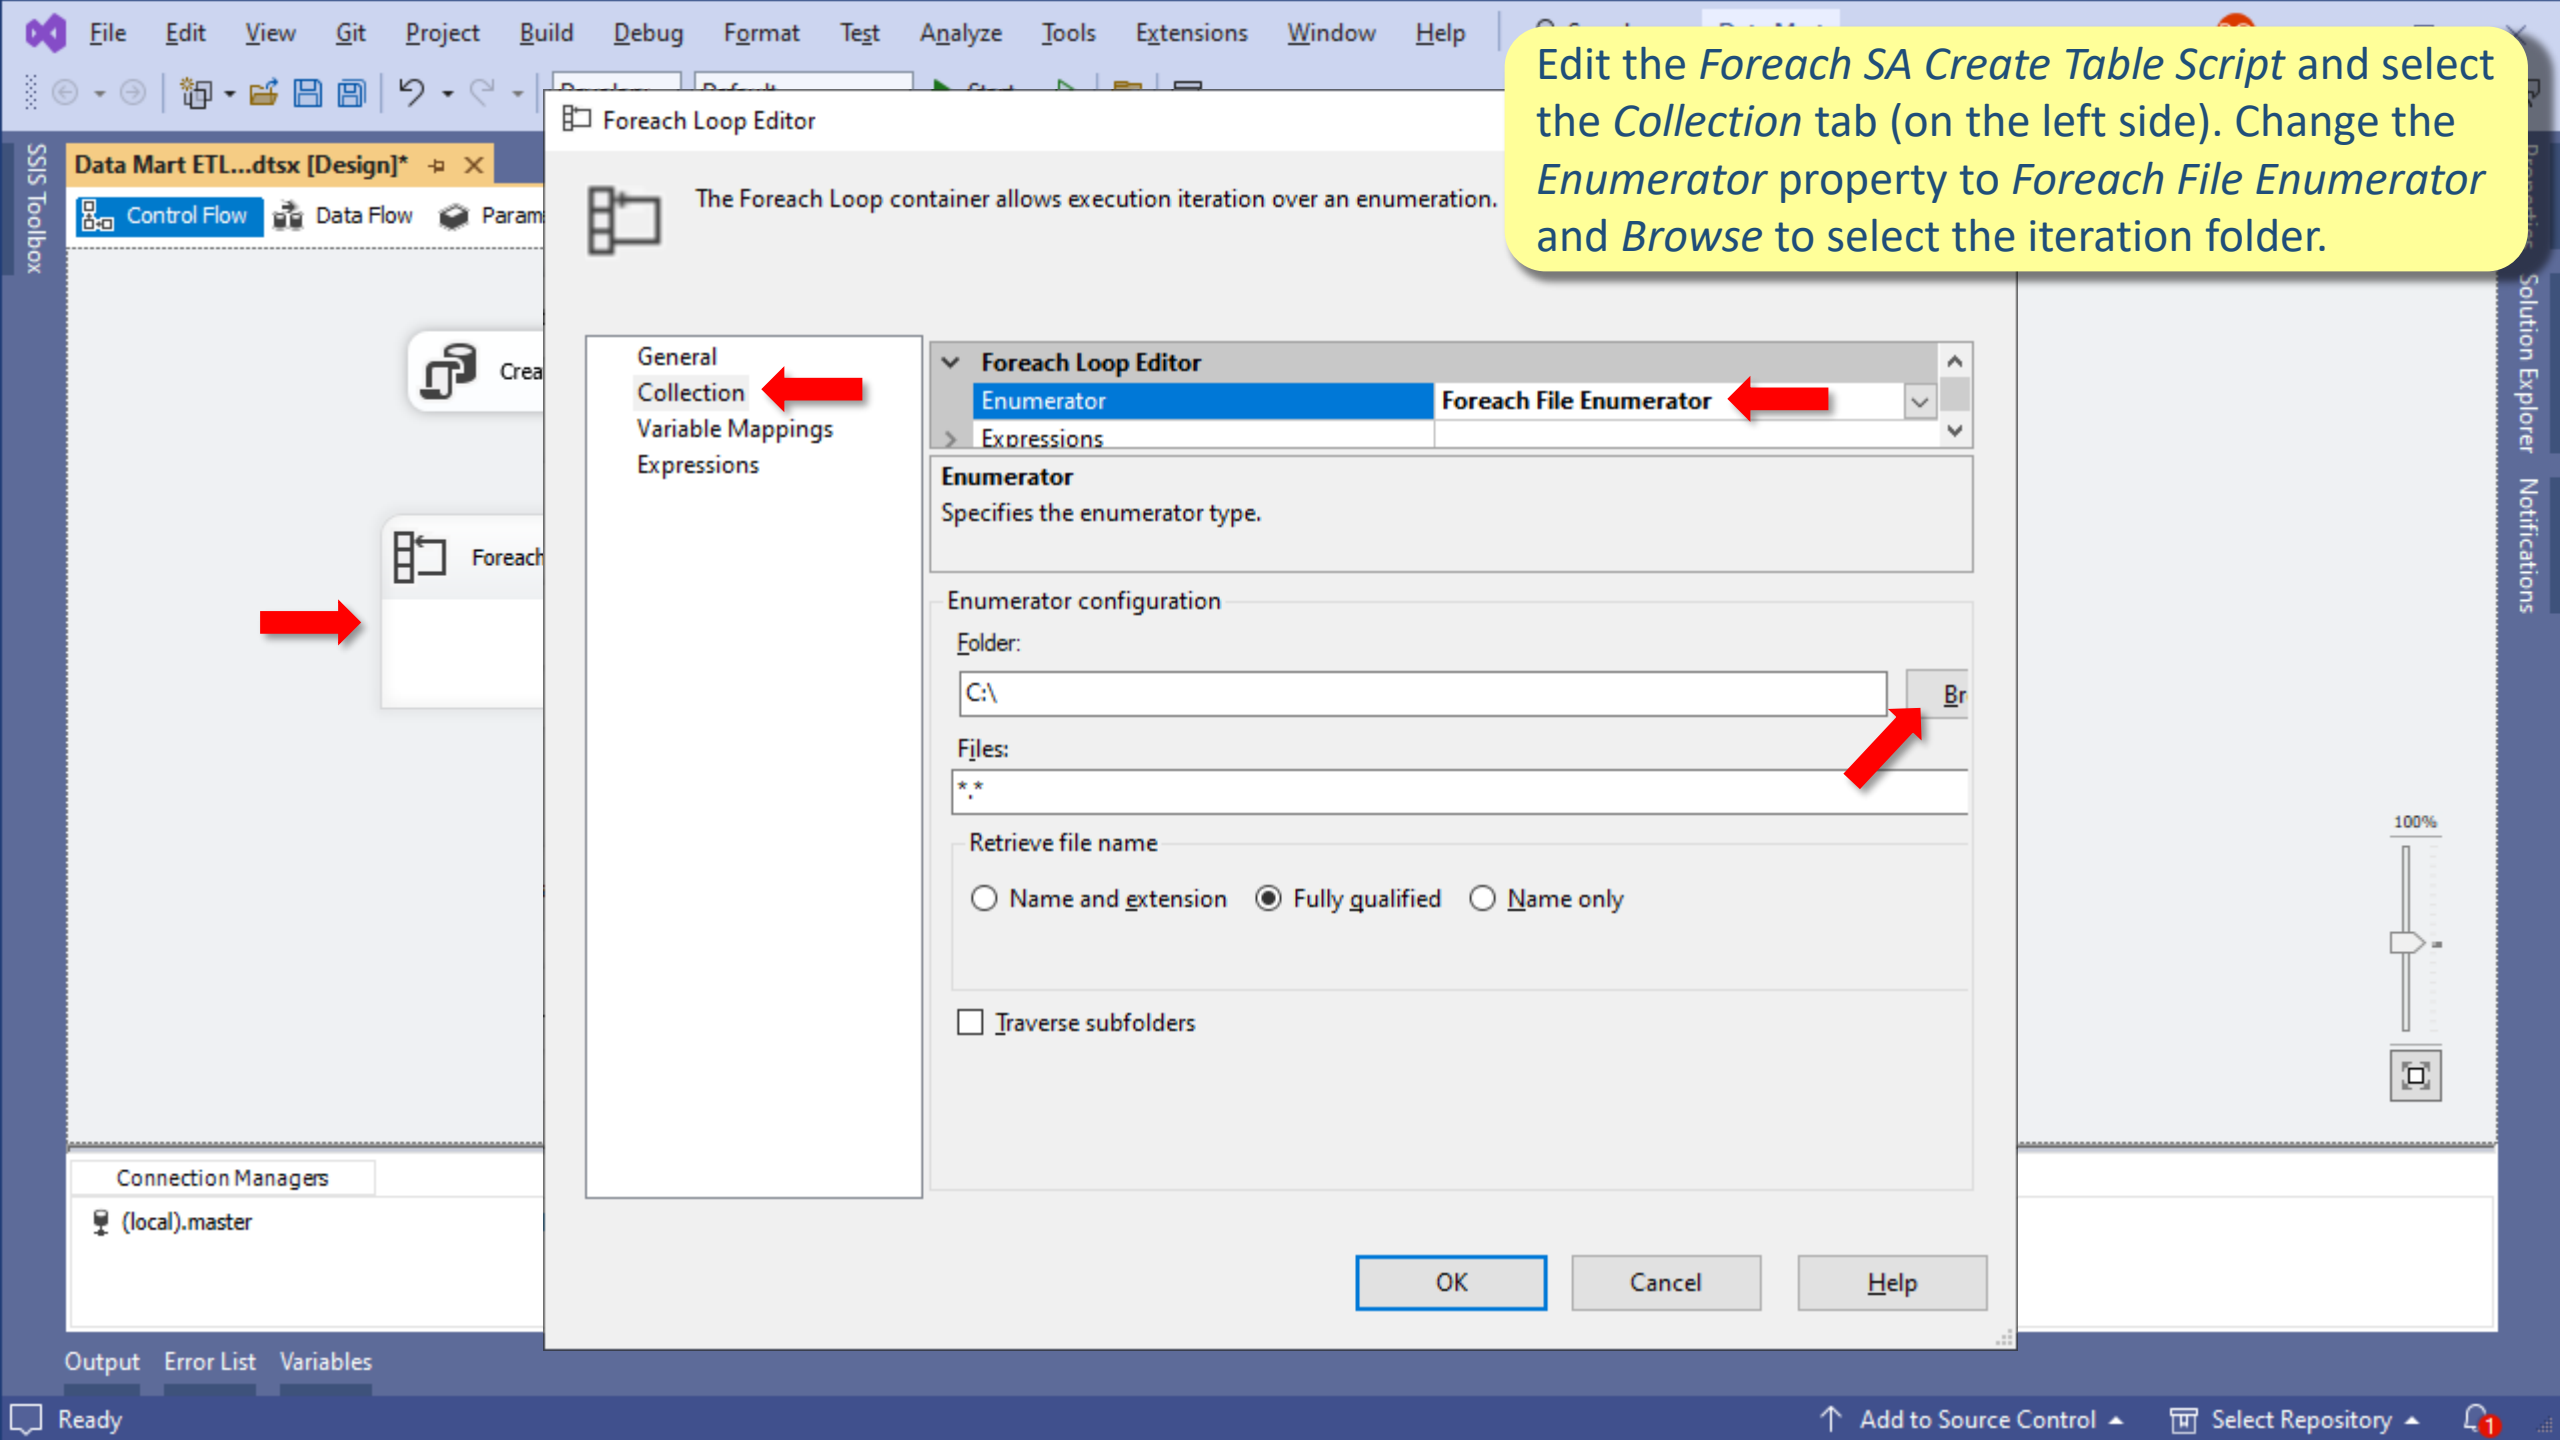 File Edit View Git Project Build Debug Format Test Analyze Tools Extensions Window Help
Edit the Foreach SA Create Table Script and select
the Collection tab (on the left side). Change the
Enumerator property to Foreach File Enumerator
and Browse to select the iteration folder.
Foreach Loop Editor
SSIS Toolbox
Data Mart ETL...dtsx [Design]*
Control Flow Data Flow Param
The Foreach Loop container allows execution iteration over an enumeration.
Solution Explorer
Notifications
General
Collection
Variable Mappings
Expressions
Foreach Loop Editor
Enumerator Foreach File Enumerator
Expressions
Enumerator
Specifies the enumerator type.
Crea
Foreach
Enumerator configuration
Folder:
C:\
Br
Files:
*.*
Retrieve file name
Name and extension Fully qualified Name only
Traverse subfolders
100%
Connection Managers
(local).master
OK Cancel Help
Output Error List Variables
Ready
Add to Source Control Select Repository 1